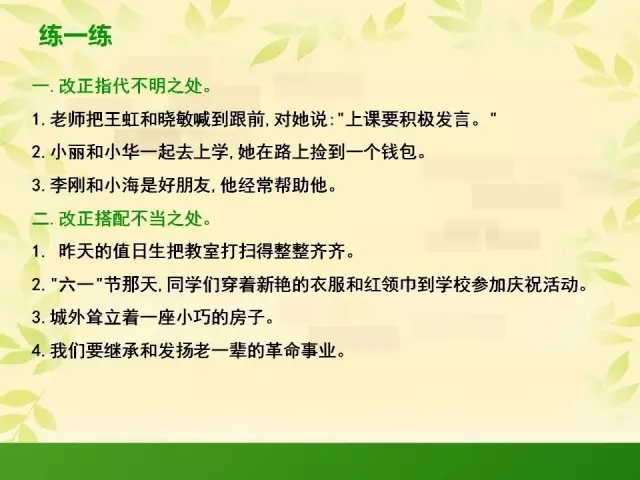 练一练
一.改正指代不明之处。
1.老师把王虹和晓敏喊到跟前,对她说:"上课要积极发言。"
2.小丽和小华一起去上学,她在路上捡到一个钱包。
3.李刚和小海是好朋友,他经常帮助他。
二.改正搭配不当之处。
1. 昨天的值日生把教室打扫得整整齐齐。
2."六一"节那天,同学们穿着新艳的衣服和红领巾到学校参加庆祝活动。
3.城外耸立着一座小巧的房子。
4.我们要继承和发扬老一辈的革命事业。